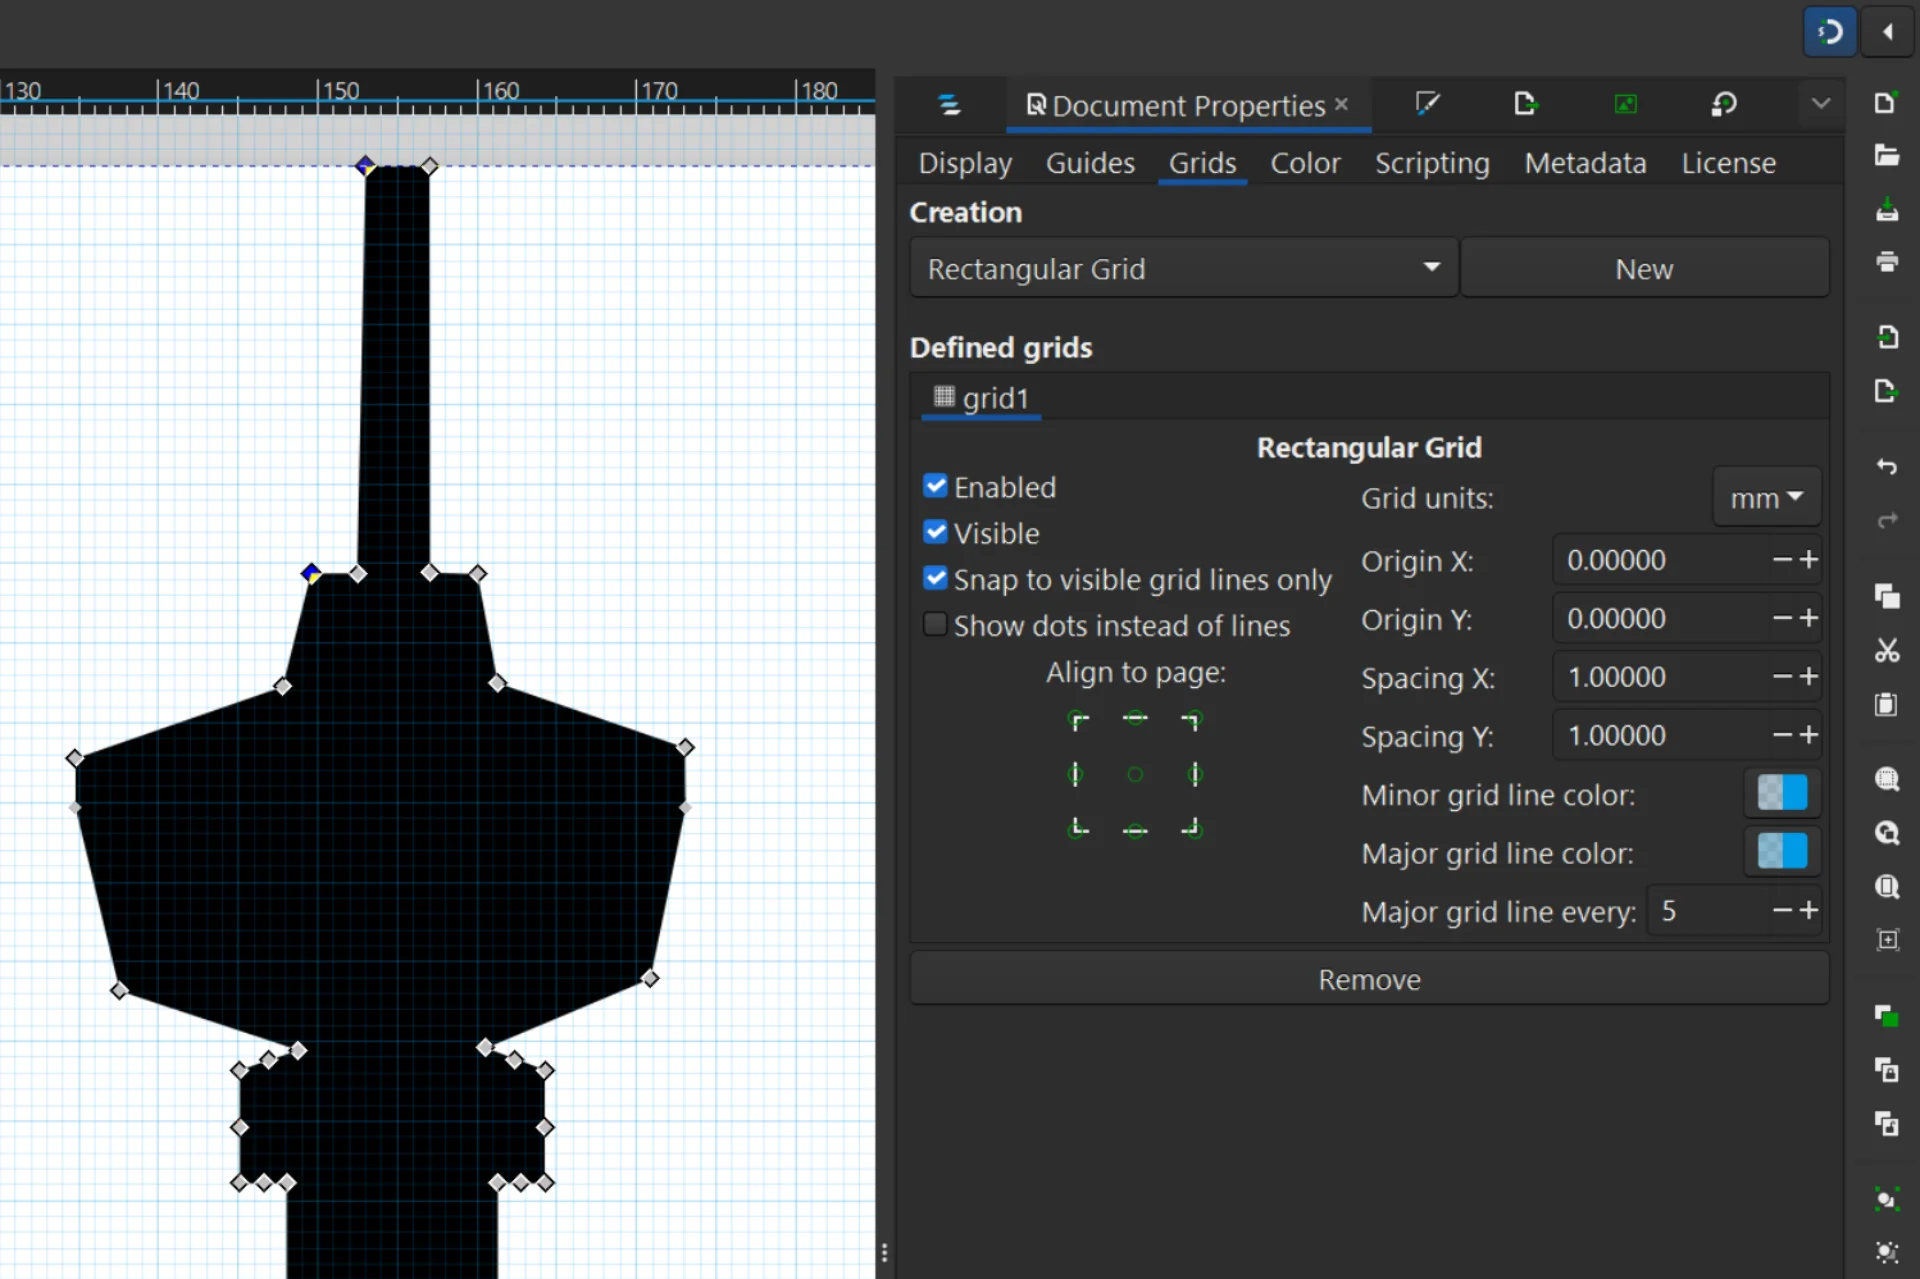 130 140 150 160 170 180
Document Properties
Display Guides Grids Color Scripting Metadata License
Creation
Rectangular Grid New
Defined grids
grid1
Rectangular Grid
Enabled
Visible
Snap to visible grid lines only
Show dots instead of lines
Align to page:
Grid units: mm
Origin X: 0.00000
Origin Y: 0.00000
Spacing X: 1.00000
Spacing Y: 1.00000
Minor grid line color:
Major grid line color:
Major grid line every: 5
Remove